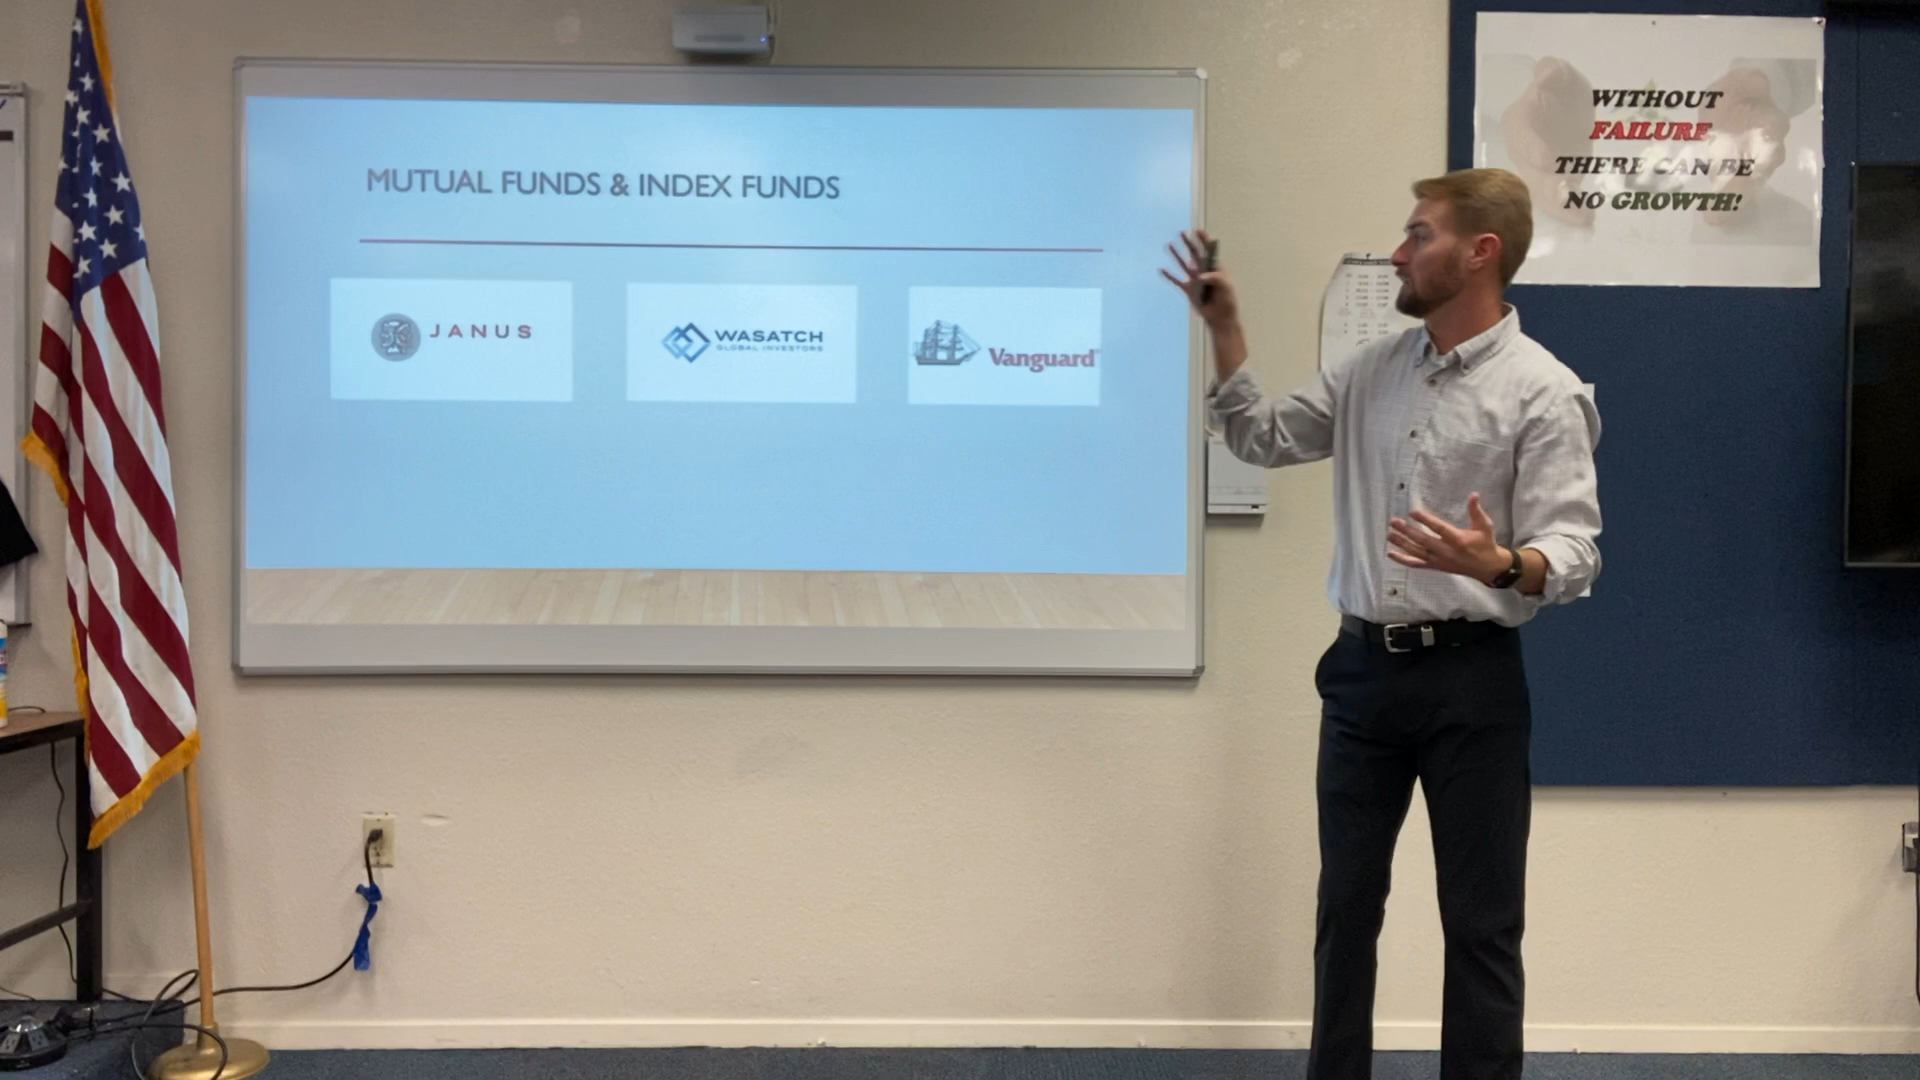 MUTUAL FUNDS & INDEX FUNDS
JANUS
WASATCH
GLOBAL INVESTORS
Vanguard
WITHOUT
FAILURE,
THERE CAN BE
NO GROWTH!